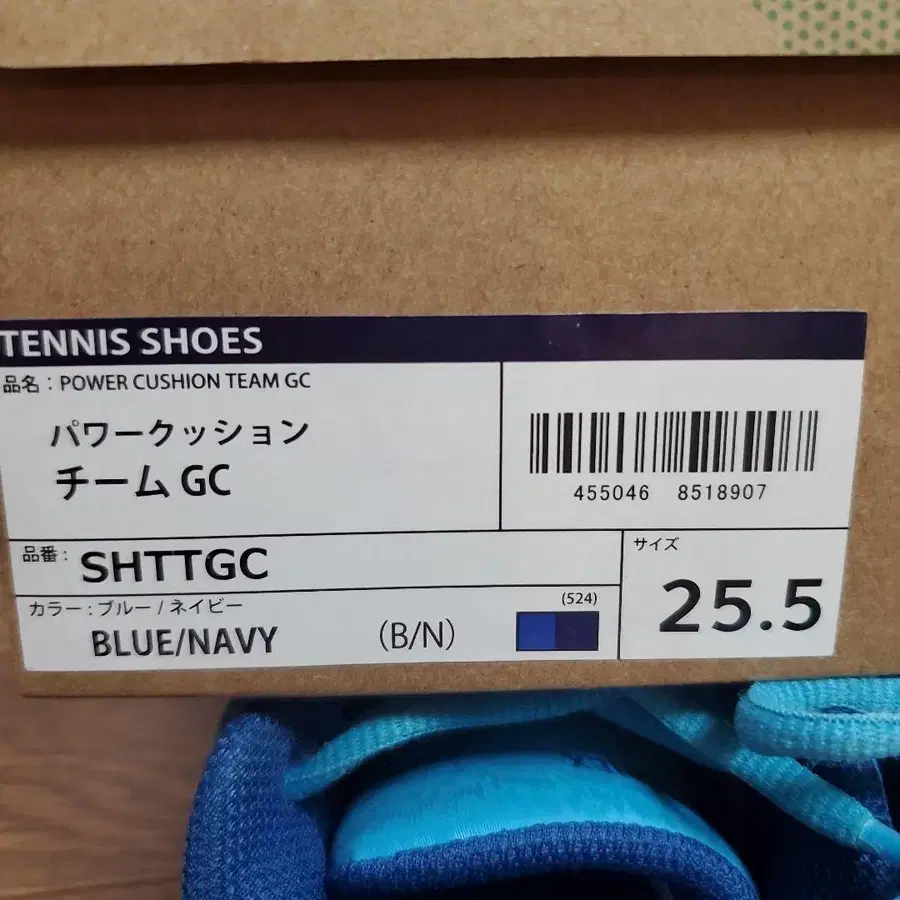 TENNIS SHOES
品名：POWER CUSHION TEAM GC
パワークッション
チーム GC
455046 8518907
品番：
SHTTGC
サイズ
25.5
カラー：ブルー / ネイビー
(524)
BLUE/NAVY (B/N)